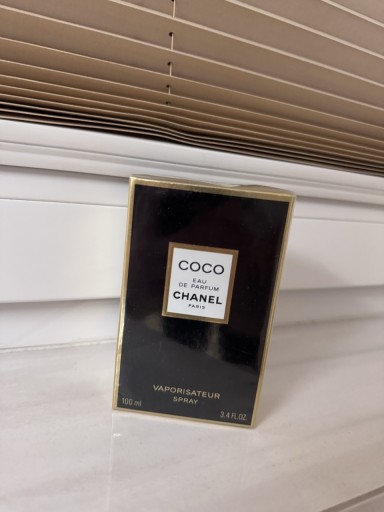 COCO
EAU
DE PARFUM
CHANEL
PARIS
VAPORISATEUR
SPRAY
100 ml
3.4 FL.OZ.